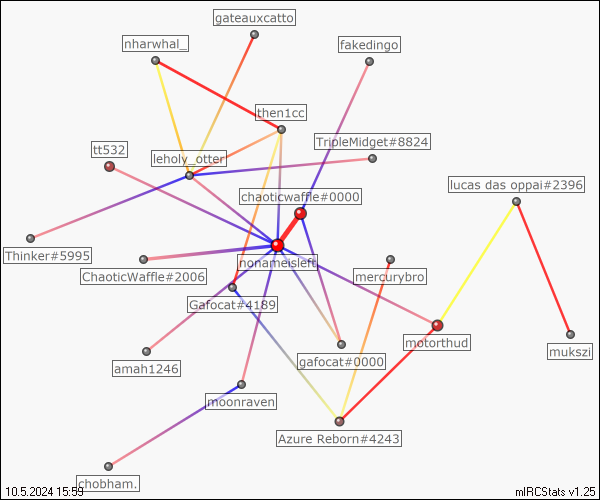 gateauxcatto
nharwhal_
fakedingo
then1cc
TripleMidget#8824
tt532
leholy_otter
lucas das oppai#2396
chaoticwaffle#0000
Thinker#5995
nonameisleft
ChaoticWaffle#2006
mercurybro
Gafocat#4189
motorthud
mukszi
gafocat#0000
amah1246
moonraven
Azure Reborn#4243
chobham.
10.5.2024 15:59
mIRCStats v1.25